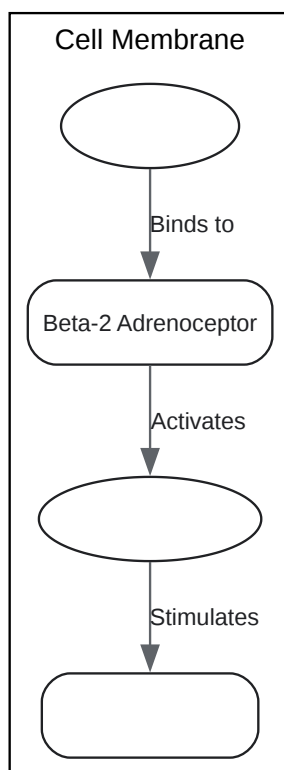 Cell Membrane
Binds to
Beta-2 Adrenoceptor
Activates
Stimulates